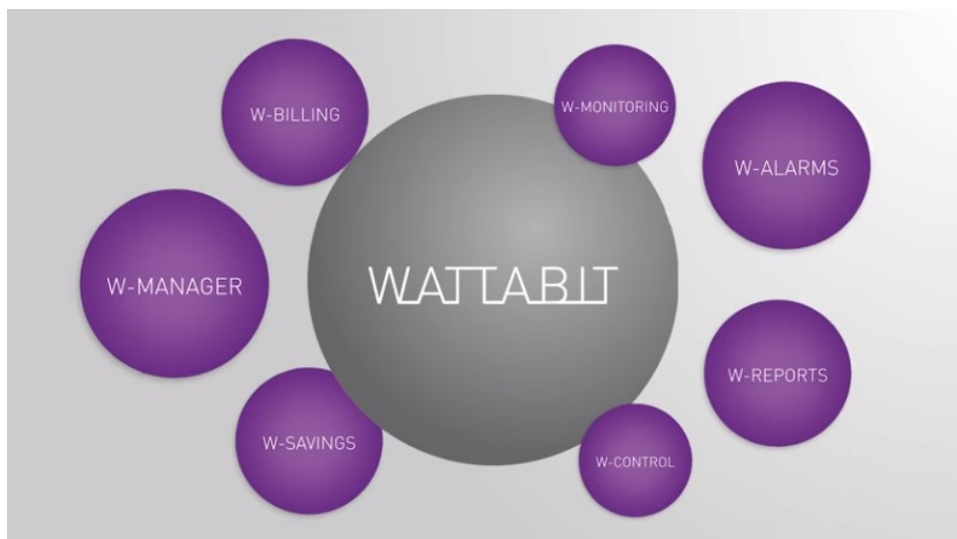 W-BILLING
W-MONITORING
W-ALARMS
W-MANAGER
WATTABIT
W-REPORTS
W-SAVINGS
W-CONTROL